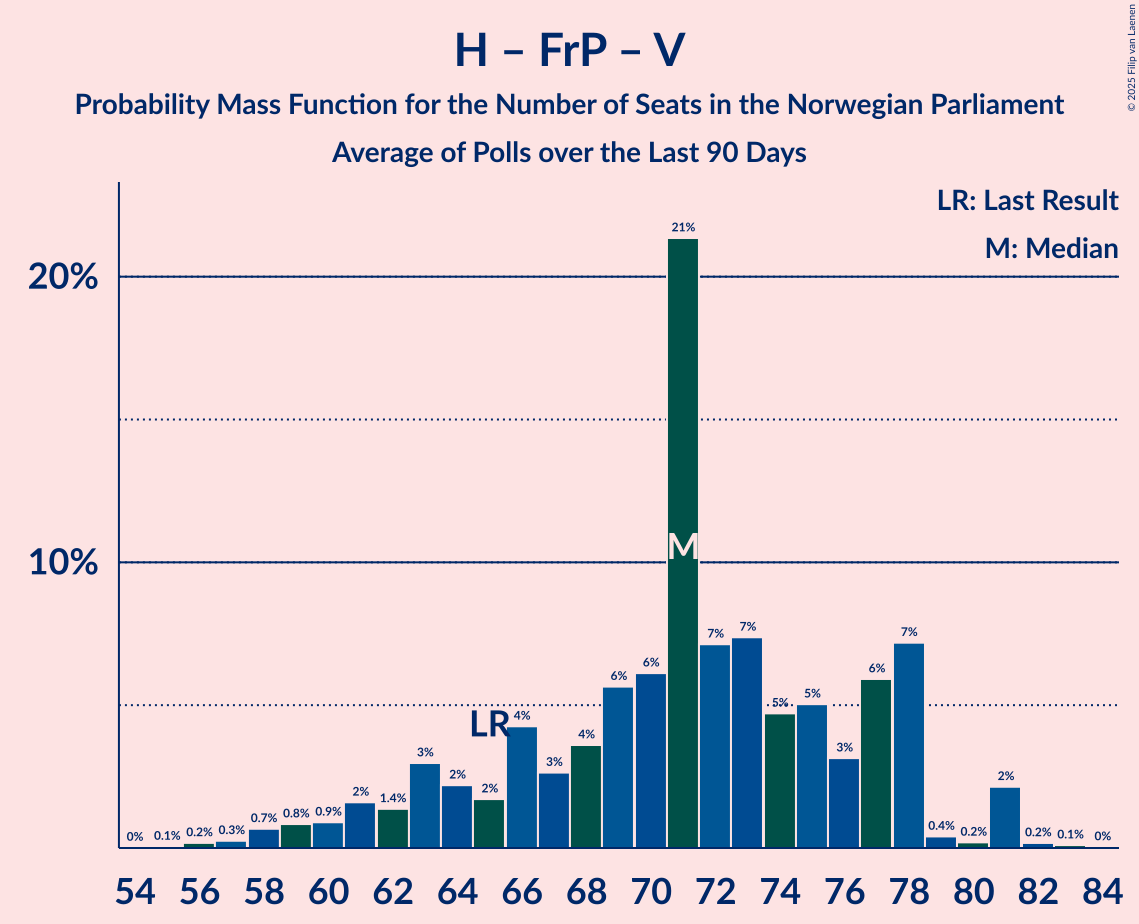 H – FrP – V
Probability Mass Function for the Number of Seats in the Norwegian Parliament
Average of Polls over the Last 90 Days
© 2025 Filip van Laenen
LR: Last Result
M: Median
20%
10%
0% 0.1% 0.2% 0.3% 0.7% 0.8% 0.9% 2% 1.4% 3% 2% 2% 4% 3% 4% 6% 6% 21% 7% 7% 5% 5% 3% 6% 7% 0.4% 0.2% 2% 0.2% 0.1% 0%
LR
M
54 56 58 60 62 64 66 68 70 72 74 76 78 80 82 84